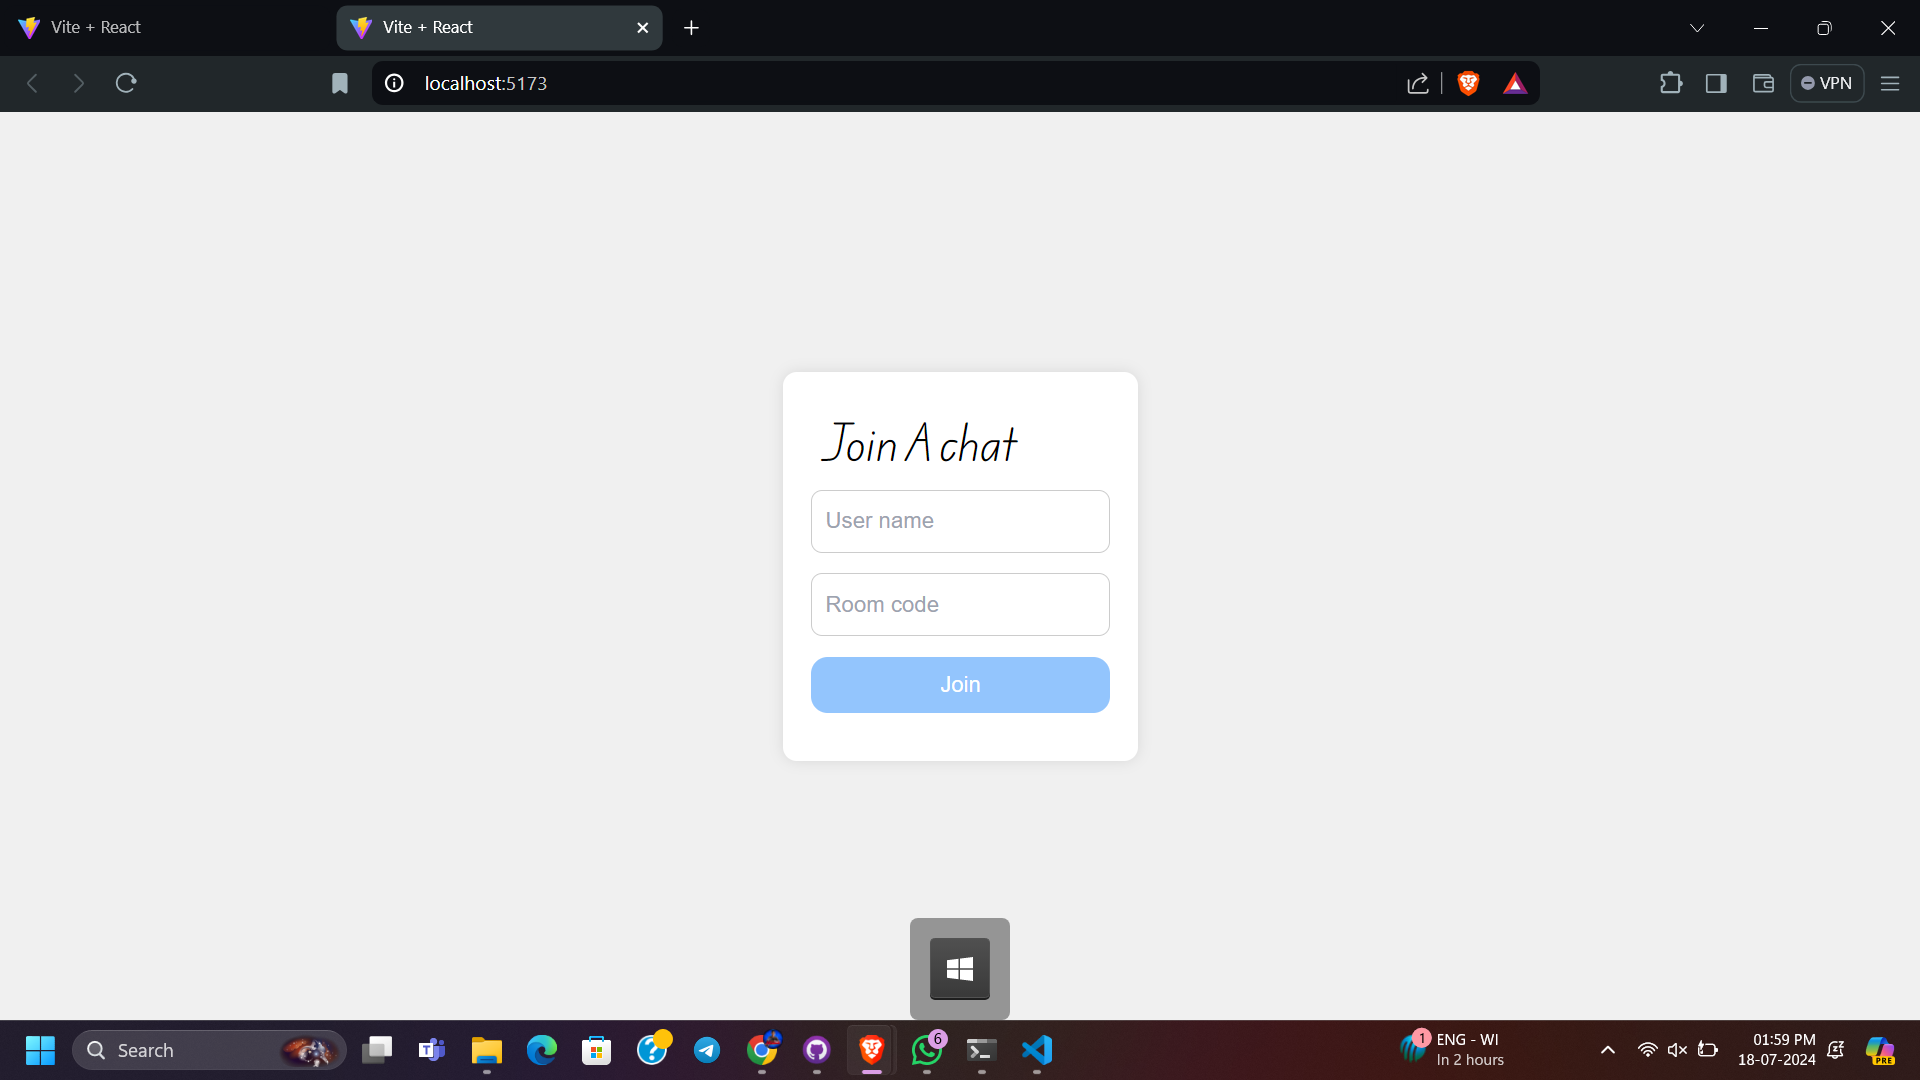 Vite + React
Vite + React
localhost:5173
VPN
Join A chat
User name
Room code
Join
Search
6
1
ENG - WI
In 2 hours
01:59 PM
18-07-2024
PRE